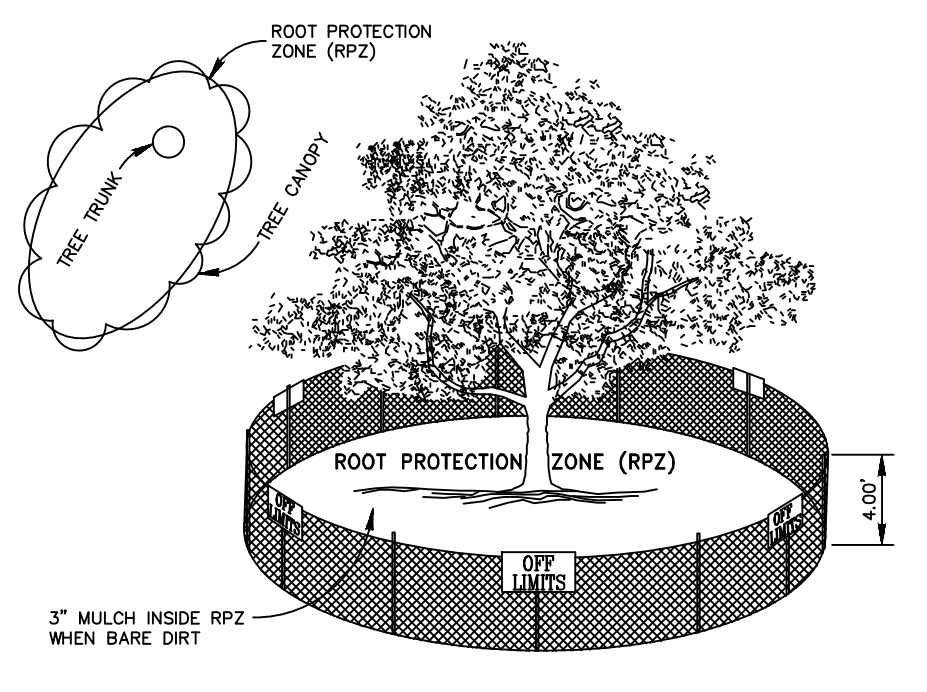 ROOT PROTECTION
ZONE (RPZ)
TREE TRUNK
TREE CANOPY
ROOT PROTECTION ZONE (RPZ)
4.00'
OFF
LIMITS
OFF
LIMITS
OFF
LIMITS
3" MULCH INSIDE RPZ
WHEN BARE DIRT